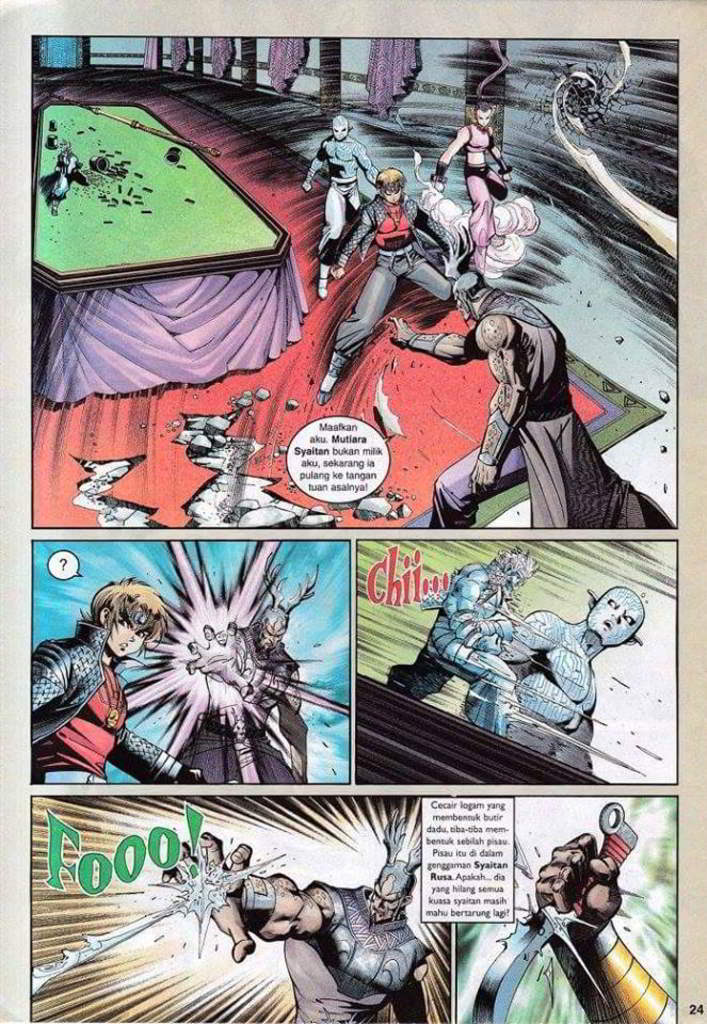 Maafkan
aku. Mutiara
Syaitan bukan milik
aku, sekarang ia
pulang ke tangan
tuan asalnya!
?
Chii...
Fooo!
Cecair logam yang
membentuk butir
dadu, tiba-tiba mem-
bentuk sebilah pisau.
Pisau itu di dalam
genggaman Syaitan
Rusa. Apakah... dia
yang hilang semua
kuasa syaitan masih
mahu bertarung lagi?
24